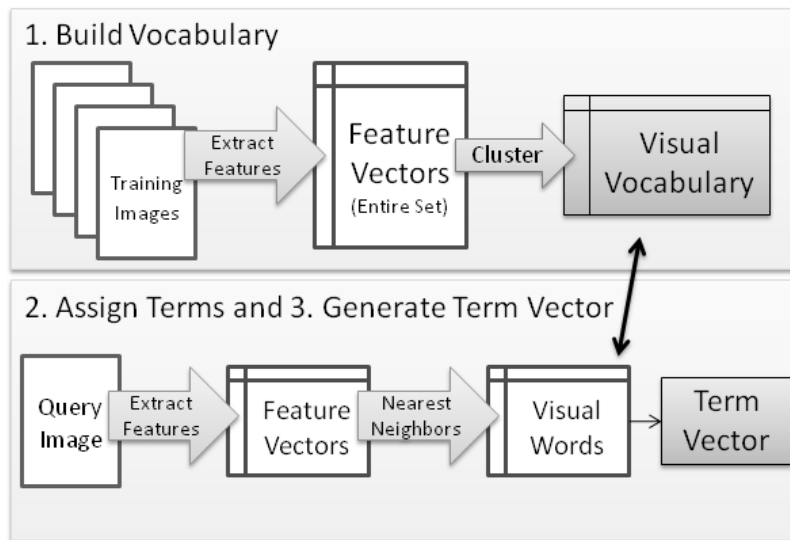 1. Build Vocabulary
Training
Images
Extract
Features
Feature
Vectors
(Entire Set)
Cluster
Visual
Vocabulary
2. Assign Terms and 3. Generate Term Vector
Query
Image
Extract
Features
Feature
Vectors
Nearest
Neighbors
Visual
Words
Term
Vector